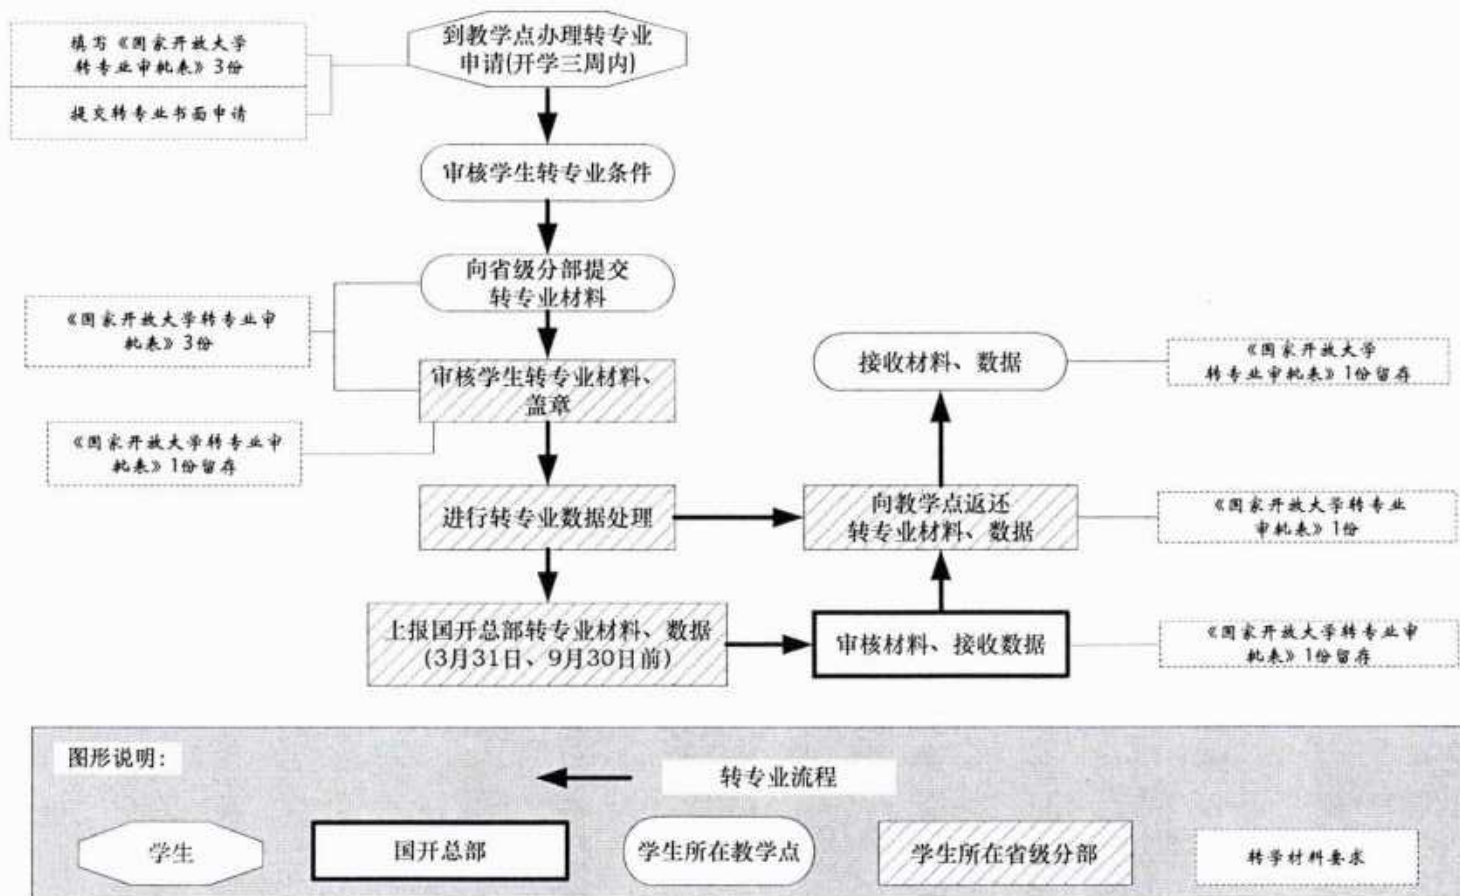 到教学点办理转专业
申请(开学三周内)
填写《国家开放大学
转专业审批表》3份
提交转专业书面申请
审核学生转专业条件
向省级分部提交
转专业材料
《国家开放大学转专业审
批表》3份
审核学生转专业材料、
盖章
《国家开放大学转专业审
批表》1份留存
接收材料、数据
《国家开放大学
转专业审批表》1份留存
进行转专业数据处理
向教学点返还
转专业材料、数据
《国家开放大学转专业
审批表》1份
上报国开总部转专业材料、数据
(3月31日、9月30日前)
审核材料、接收数据
《国家开放大学转专业审
批表》1份留存
图形说明:
转专业流程
学生
国开总部
学生所在教学点
学生所在省级分部
转学材料要求